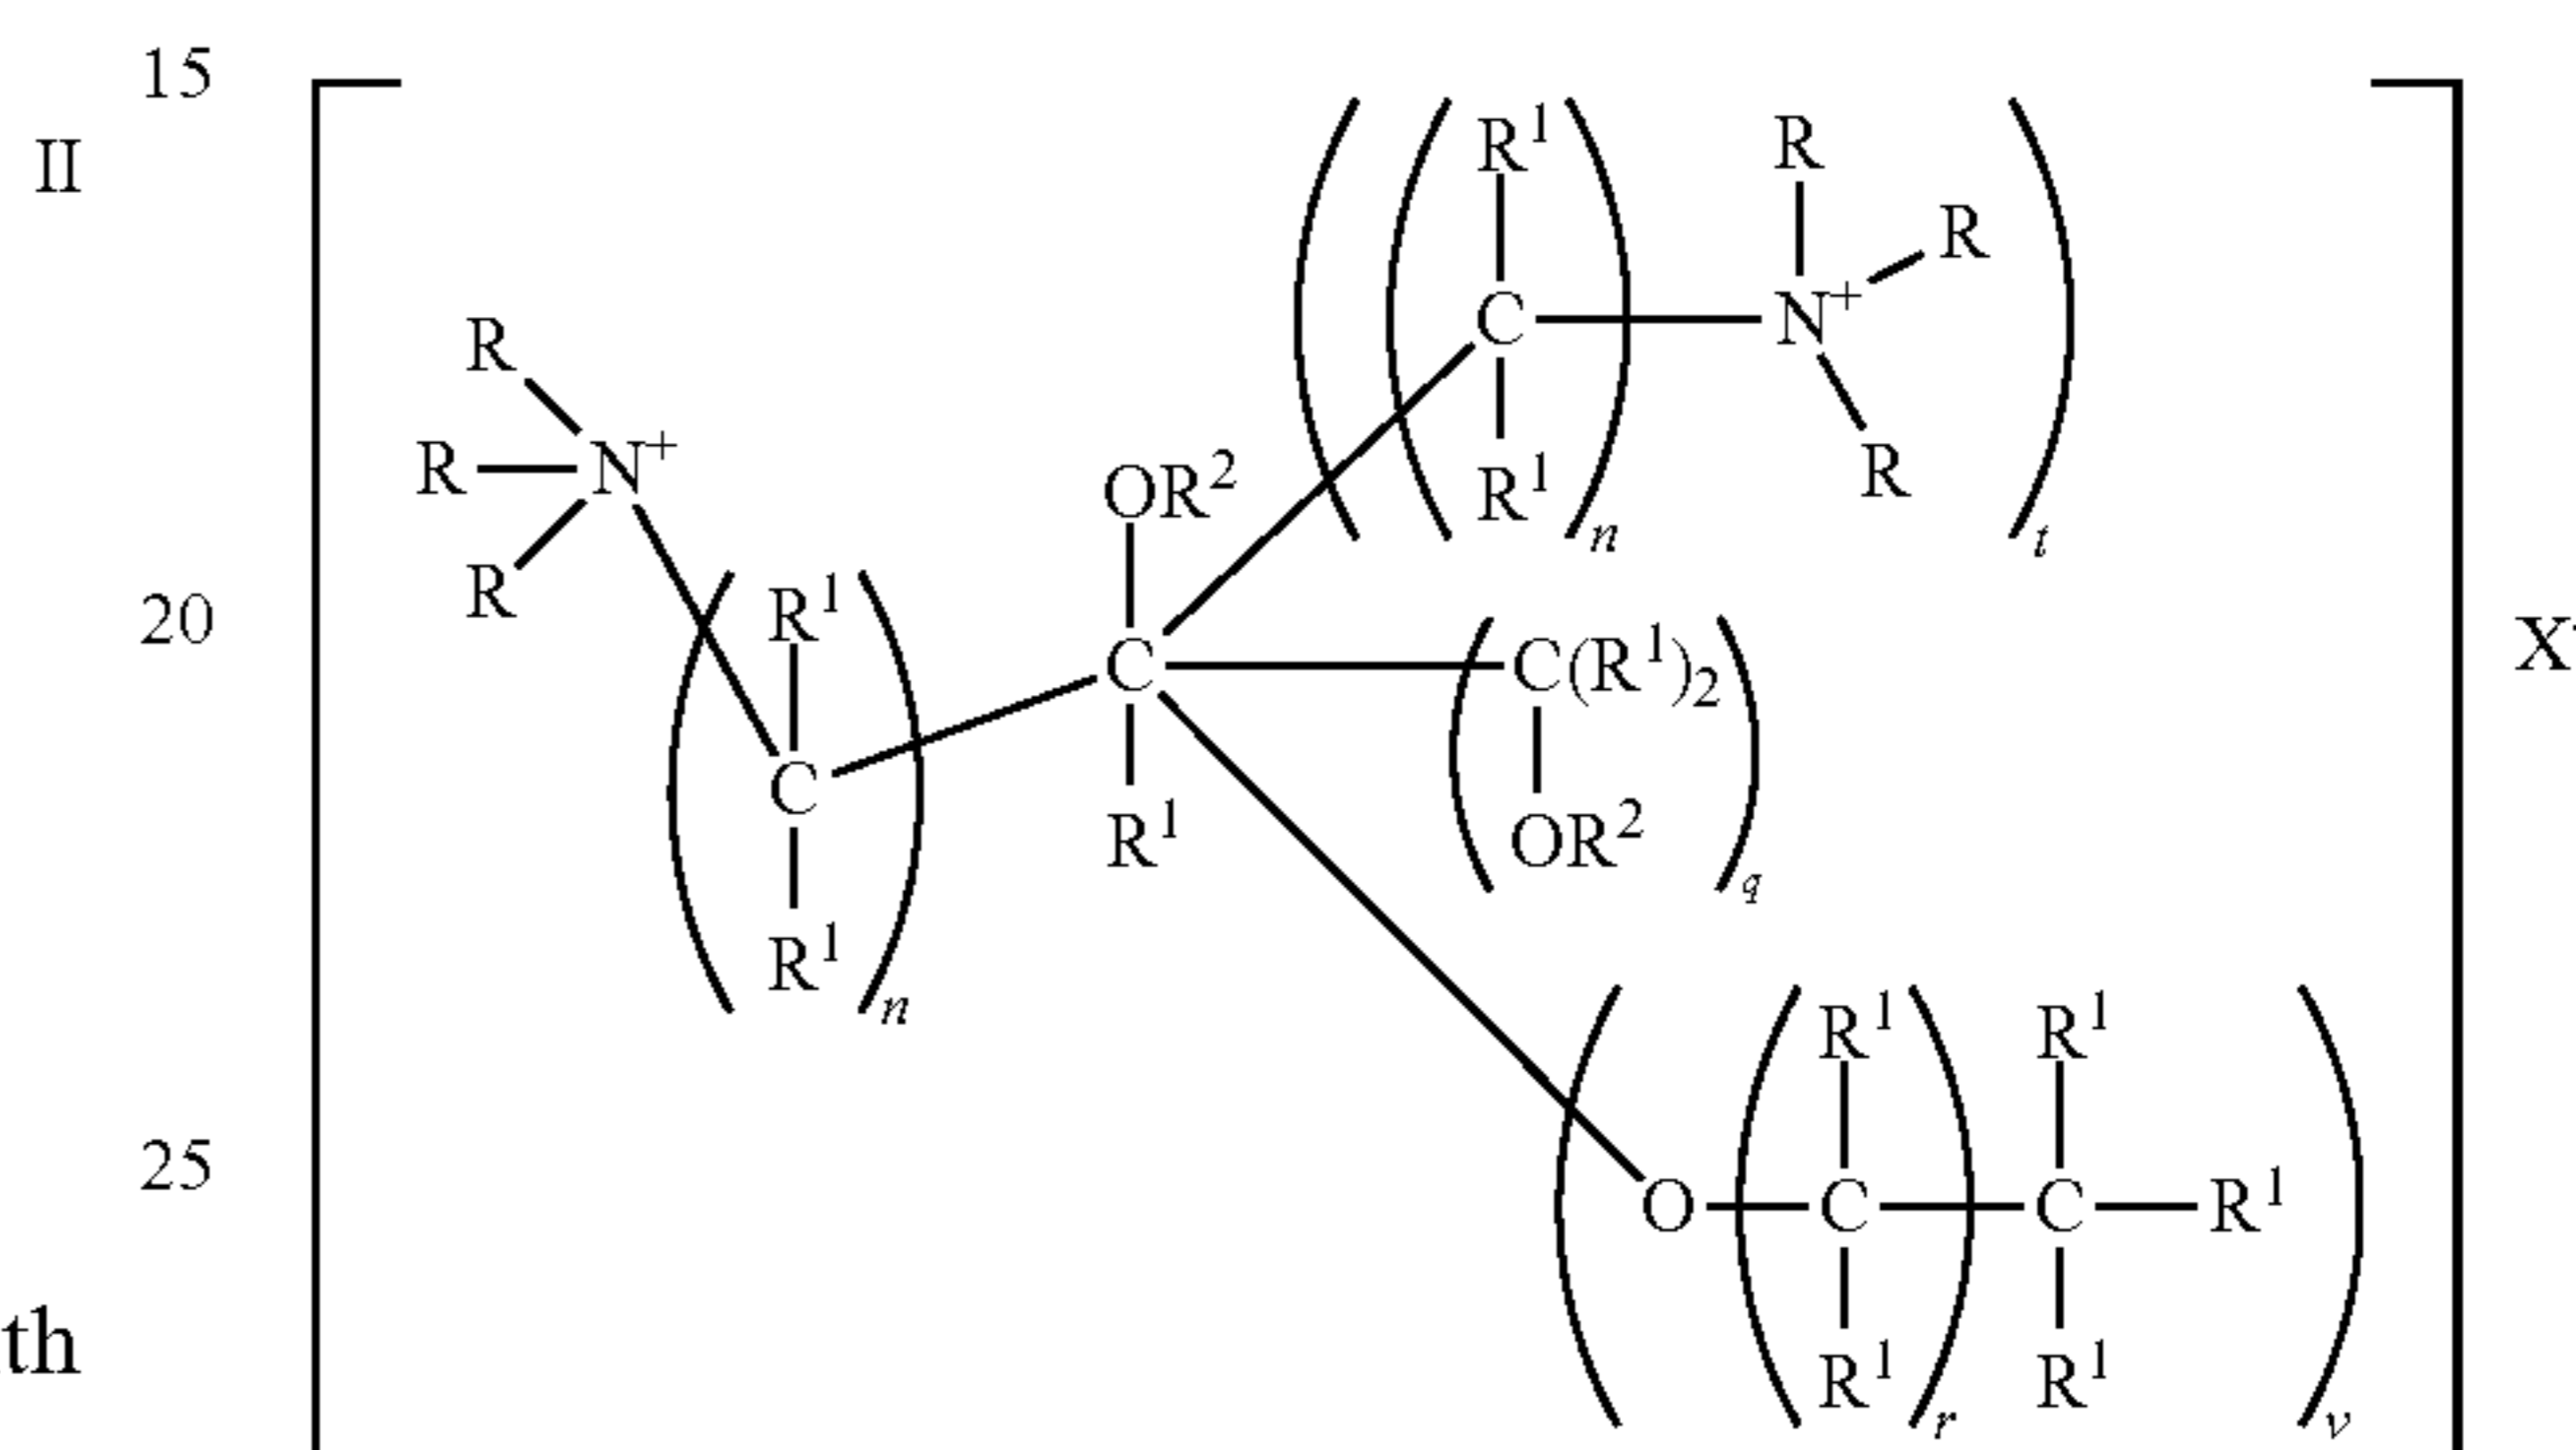 15
II
R¹ R
R
C N⁺
R
R N⁺
R¹ R
OR² n t
R
20
R¹
C C(R¹)₂
C
R¹ OR²
q
R¹
n
R¹ R¹
25
O C C R¹
th
R¹ R¹
r v